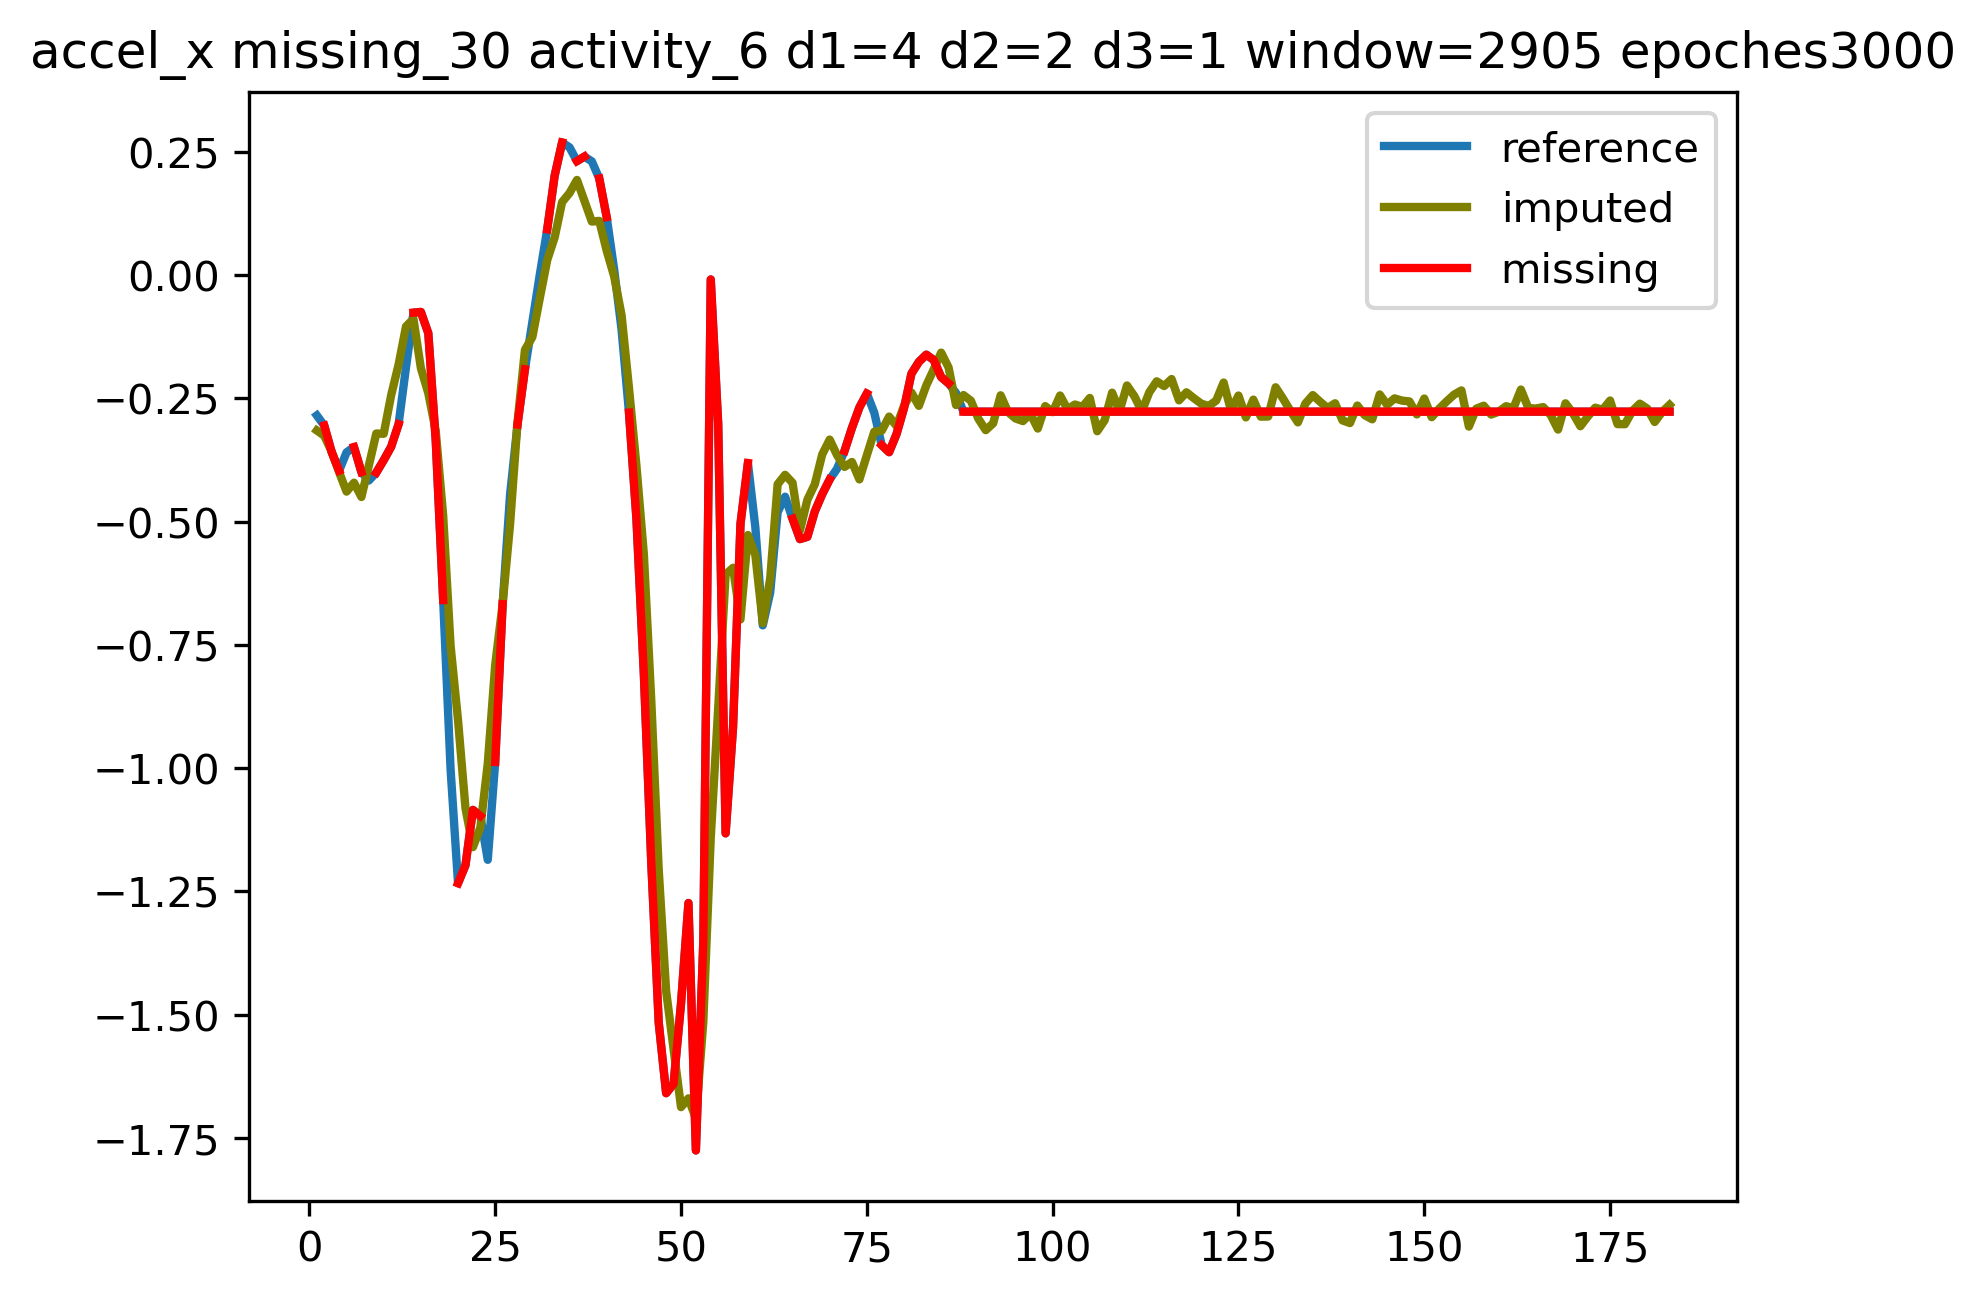 accel_x missing_30 activity_6 d1=4 d2=2 d3=1 window=2905 epoches3000
reference
imputed
missing
0.25
0.00
−0.25
−0.50
−0.75
−1.00
−1.25
−1.50
−1.75
0 25 50 75 100 125 150 175